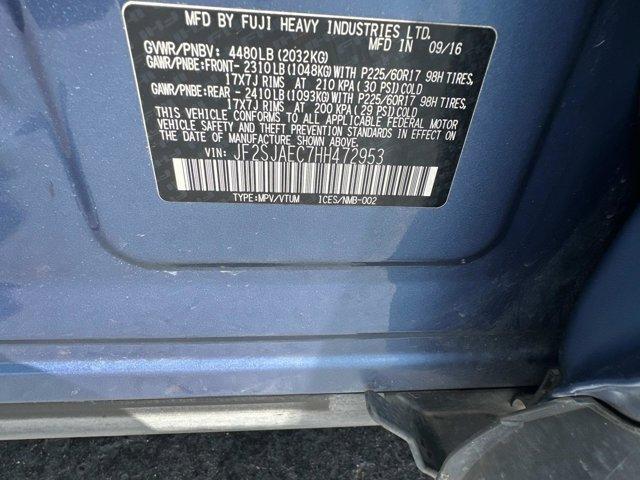 MFD BY FUJI HEAVY INDUSTRIES LTD.
MFD IN 09/16
GVWR/PNBV: 4480LB (2032KG)
GAWR/PNBE:FRONT- 2310LB (1048KG) WITH P225/60R17 98H TIRES,
17X7J RIMS AT 210 KPA (30 PSI) COLD
GAWR/PNBE:REAR - 2410LB (1093KG) WITH P225/60R17 98H TIRES,
17X7J RIMS AT 200 KPA (29 PSI) COLD
THIS VEHICLE CONFORMS TO ALL APPLICABLE FEDERAL MOTOR
VEHICLE SAFETY AND THEFT PREVENTION STANDARDS IN EFFECT ON
THE DATE OF MANUFACTURE SHOWN ABOVE.
VIN: JF2SJAEC7HH472953
TYPE:MPV/VTUM ICES/NMB-002